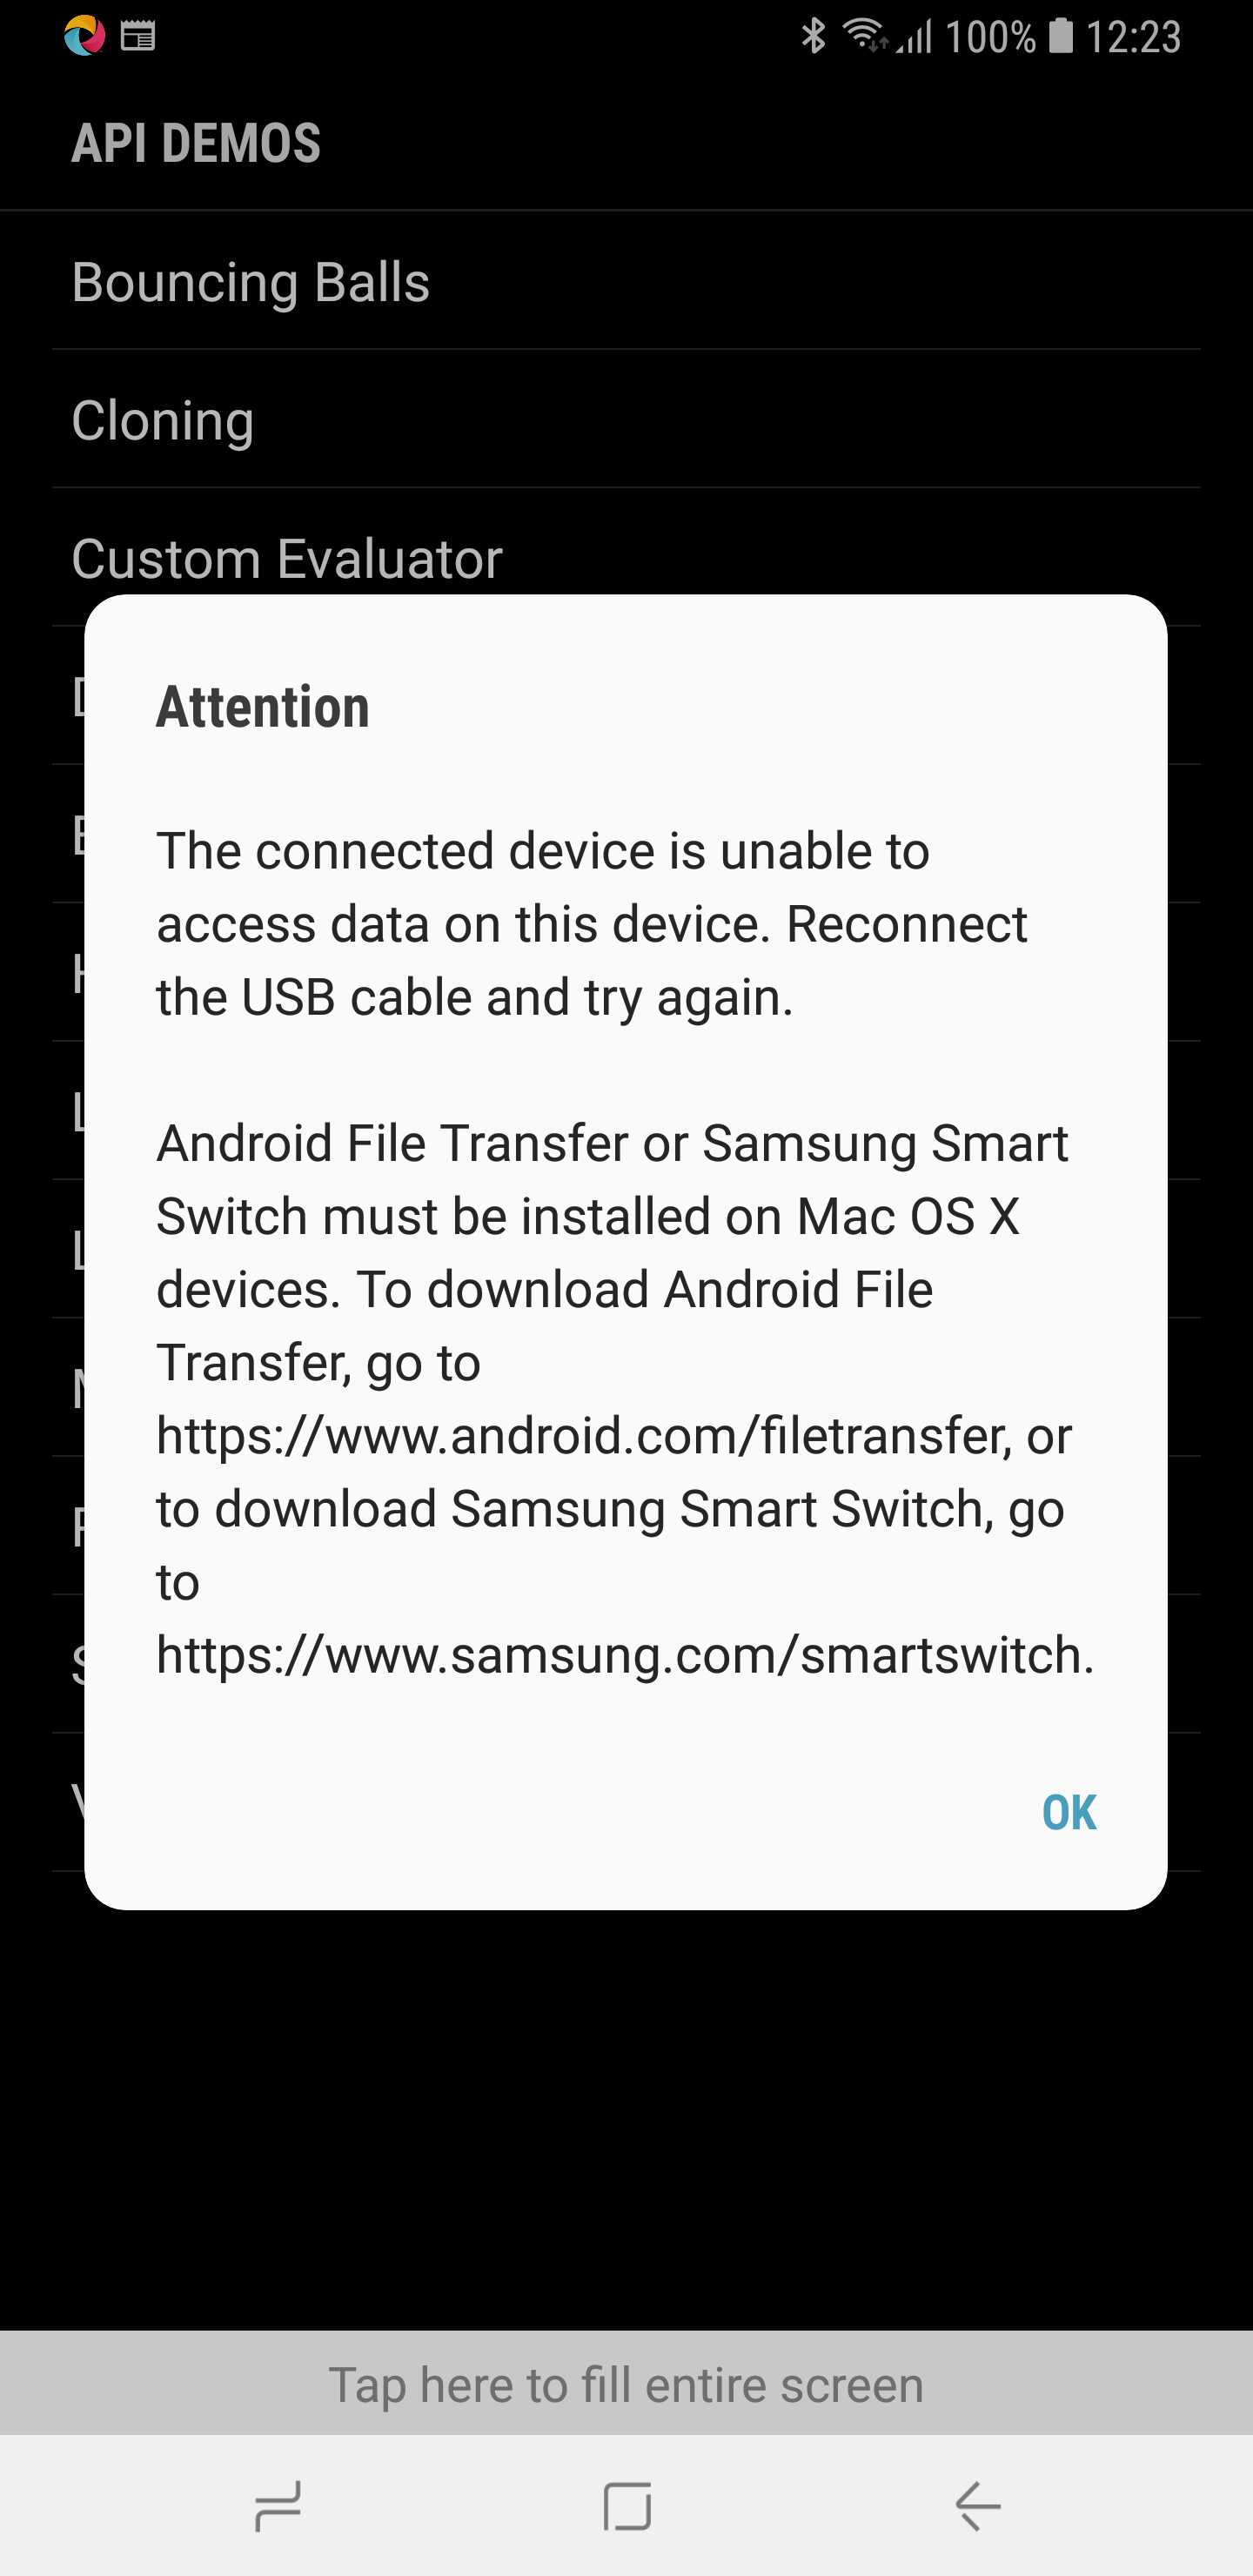 100% 12:23
API DEMOS
Bouncing Balls
Cloning
Custom Evaluator
Attention
The connected device is unable to
access data on this device. Reconnect
the USB cable and try again.
Android File Transfer or Samsung Smart
Switch must be installed on Mac OS X
devices. To download Android File
Transfer, go to
https://www.android.com/filetransfer, or
to download Samsung Smart Switch, go
to
https://www.samsung.com/smartswitch.
OK
Tap here to fill entire screen